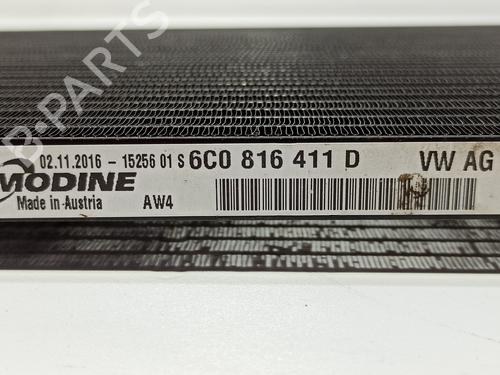 B-PARTS
02.11.2016 - 15256 01 S 6C0 816 411 D VW AG
MODINE
Made in Austria AW4